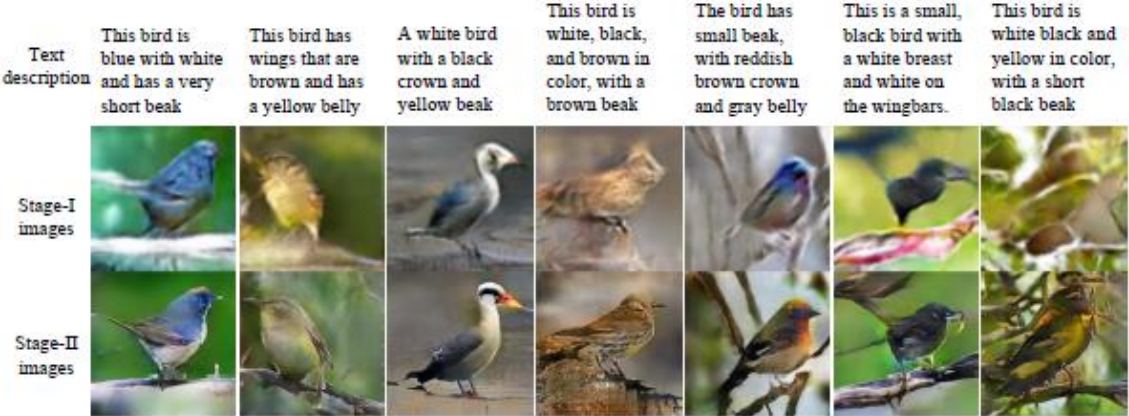 Text
description
This bird is
blue with white
and has a very
short beak
This bird has
wings that are
brown and has
a yellow belly
A white bird
with a black
crown and
yellow beak
This bird is
white, black,
and brown in
color, with a
brown beak
The bird has
small beak,
with reddish
brown crown
and gray belly
This is a small,
black bird with
a white breast
and white on
the wingbars.
This bird is
white black and
yellow in color,
with a short
black beak
Stage-I
images
Stage-II
images